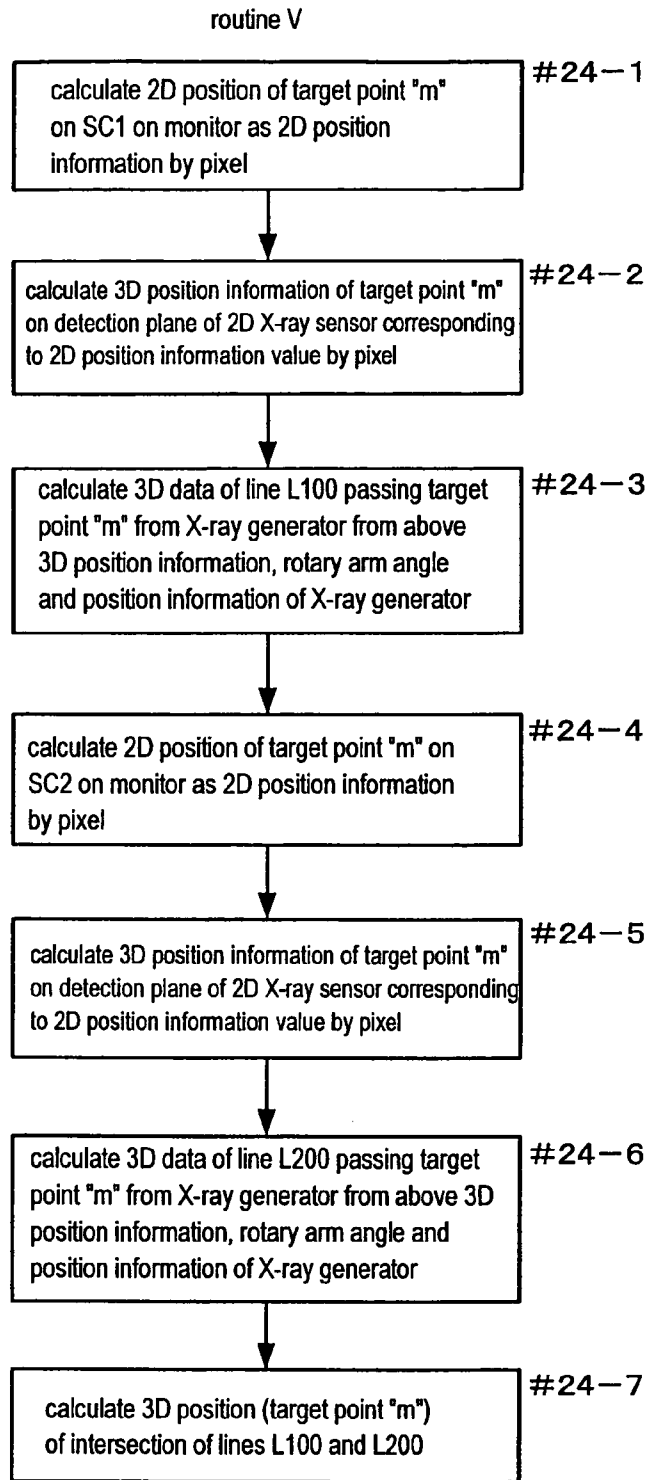 routine V
#24-1
calculate 2D position of target point "m"
on SC1 on monitor as 2D position
information by pixel
#24-2
calculate 3D position information of target point "m"
on detection plane of 2D X-ray sensor corresponding
to 2D position information value by pixel
#24-3
calculate 3D data of line L100 passing target
point "m" from X-ray generator from above
3D position information, rotary arm angle
and position information of X-ray generator
#24-4
calculate 2D position of target point "m" on
SC2 on monitor as 2D position information
by pixel
#24-5
calculate 3D position information of target point "m"
on detection plane of 2D X-ray sensor corresponding
to 2D position information value by pixel
#24-6
calculate 3D data of line L200 passing target
point "m" from X-ray generator from above 3D
position information, rotary arm angle and
position information of X-ray generator
#24-7
calculate 3D position (target point "m")
of intersection of lines L100 and L200